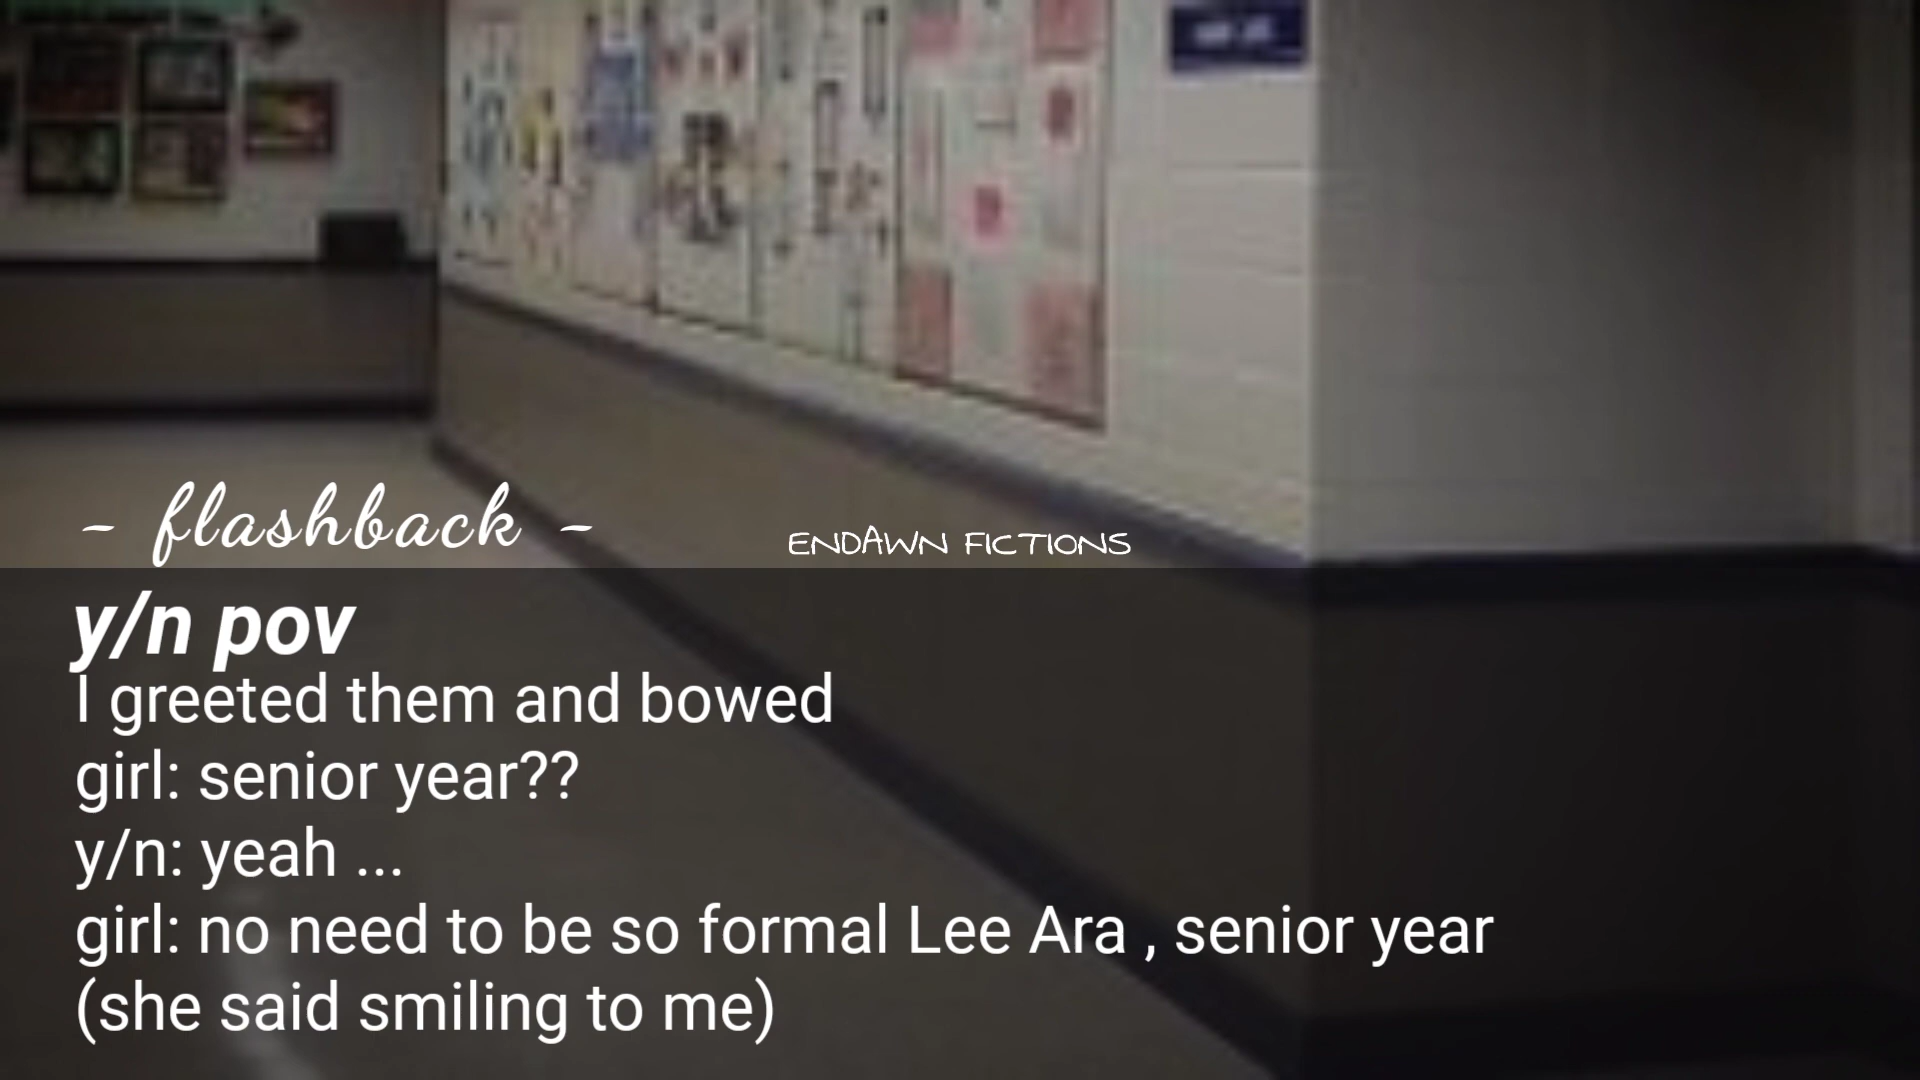 - flashback -
ENDAWN FICTIONS
y/n pov
I greeted them and bowed
girl: senior year??
y/n: yeah ...
girl: no need to be so formal Lee Ara , senior year
(she said smiling to me)